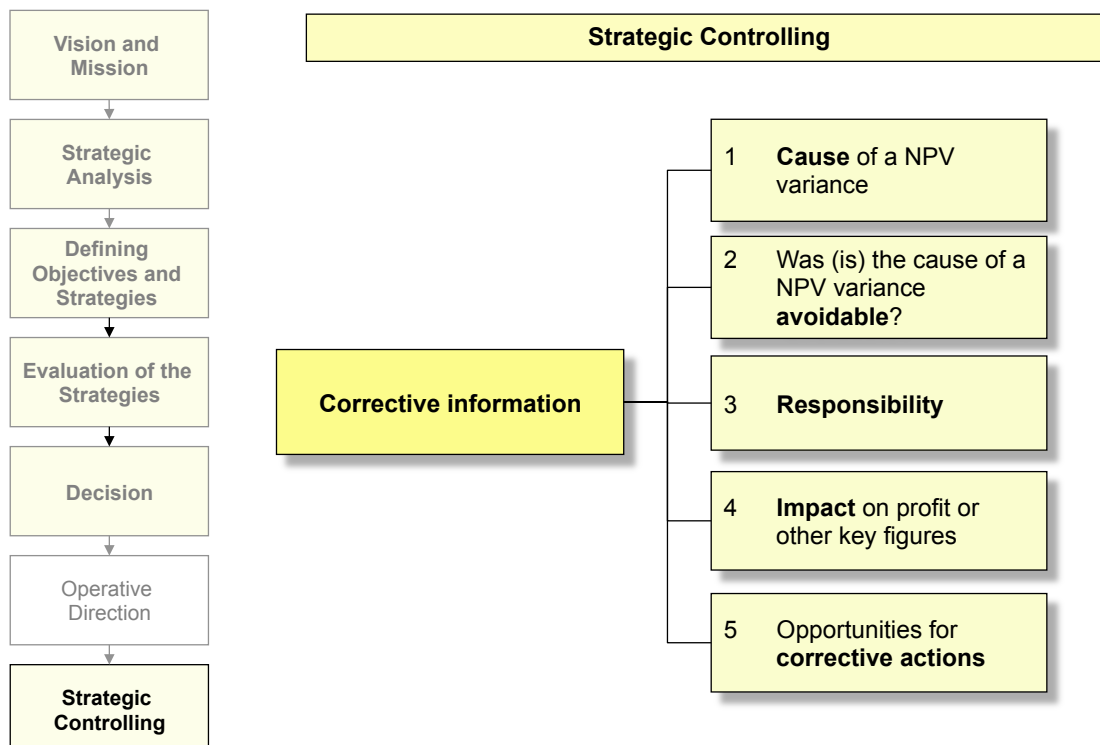 Vision and
Mission
Strategic
Analysis
Defining
Objectives and
Strategies
Evaluation of the
Strategies
Decision
Operative
Direction
Strategic
Controlling
Strategic Controlling
Corrective information
1 Cause of a NPV
variance
2 Was (is) the cause of a
NPV variance
avoidable?
3 Responsibility
4 Impact on profit or
other key figures
5 Opportunities for
corrective actions